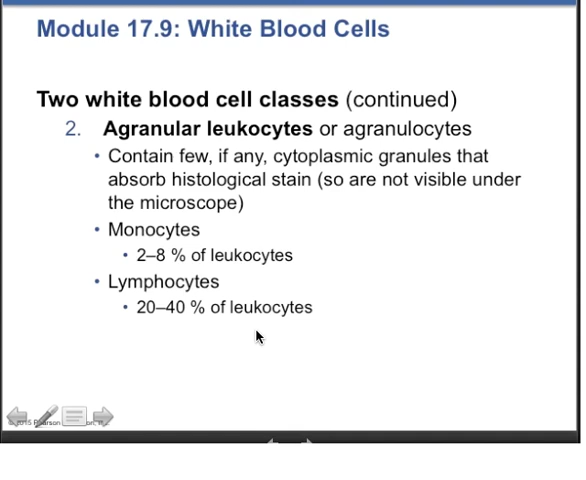 Module 17.9: White Blood Cells
Two white blood cell classes (continued)
2. Agranular leukocytes or agranulocytes
• Contain few, if any, cytoplasmic granules that
absorb histological stain (so are not visible under
the microscope)
• Monocytes
• 2–8 % of leukocytes
• Lymphocytes
• 20–40 % of leukocytes